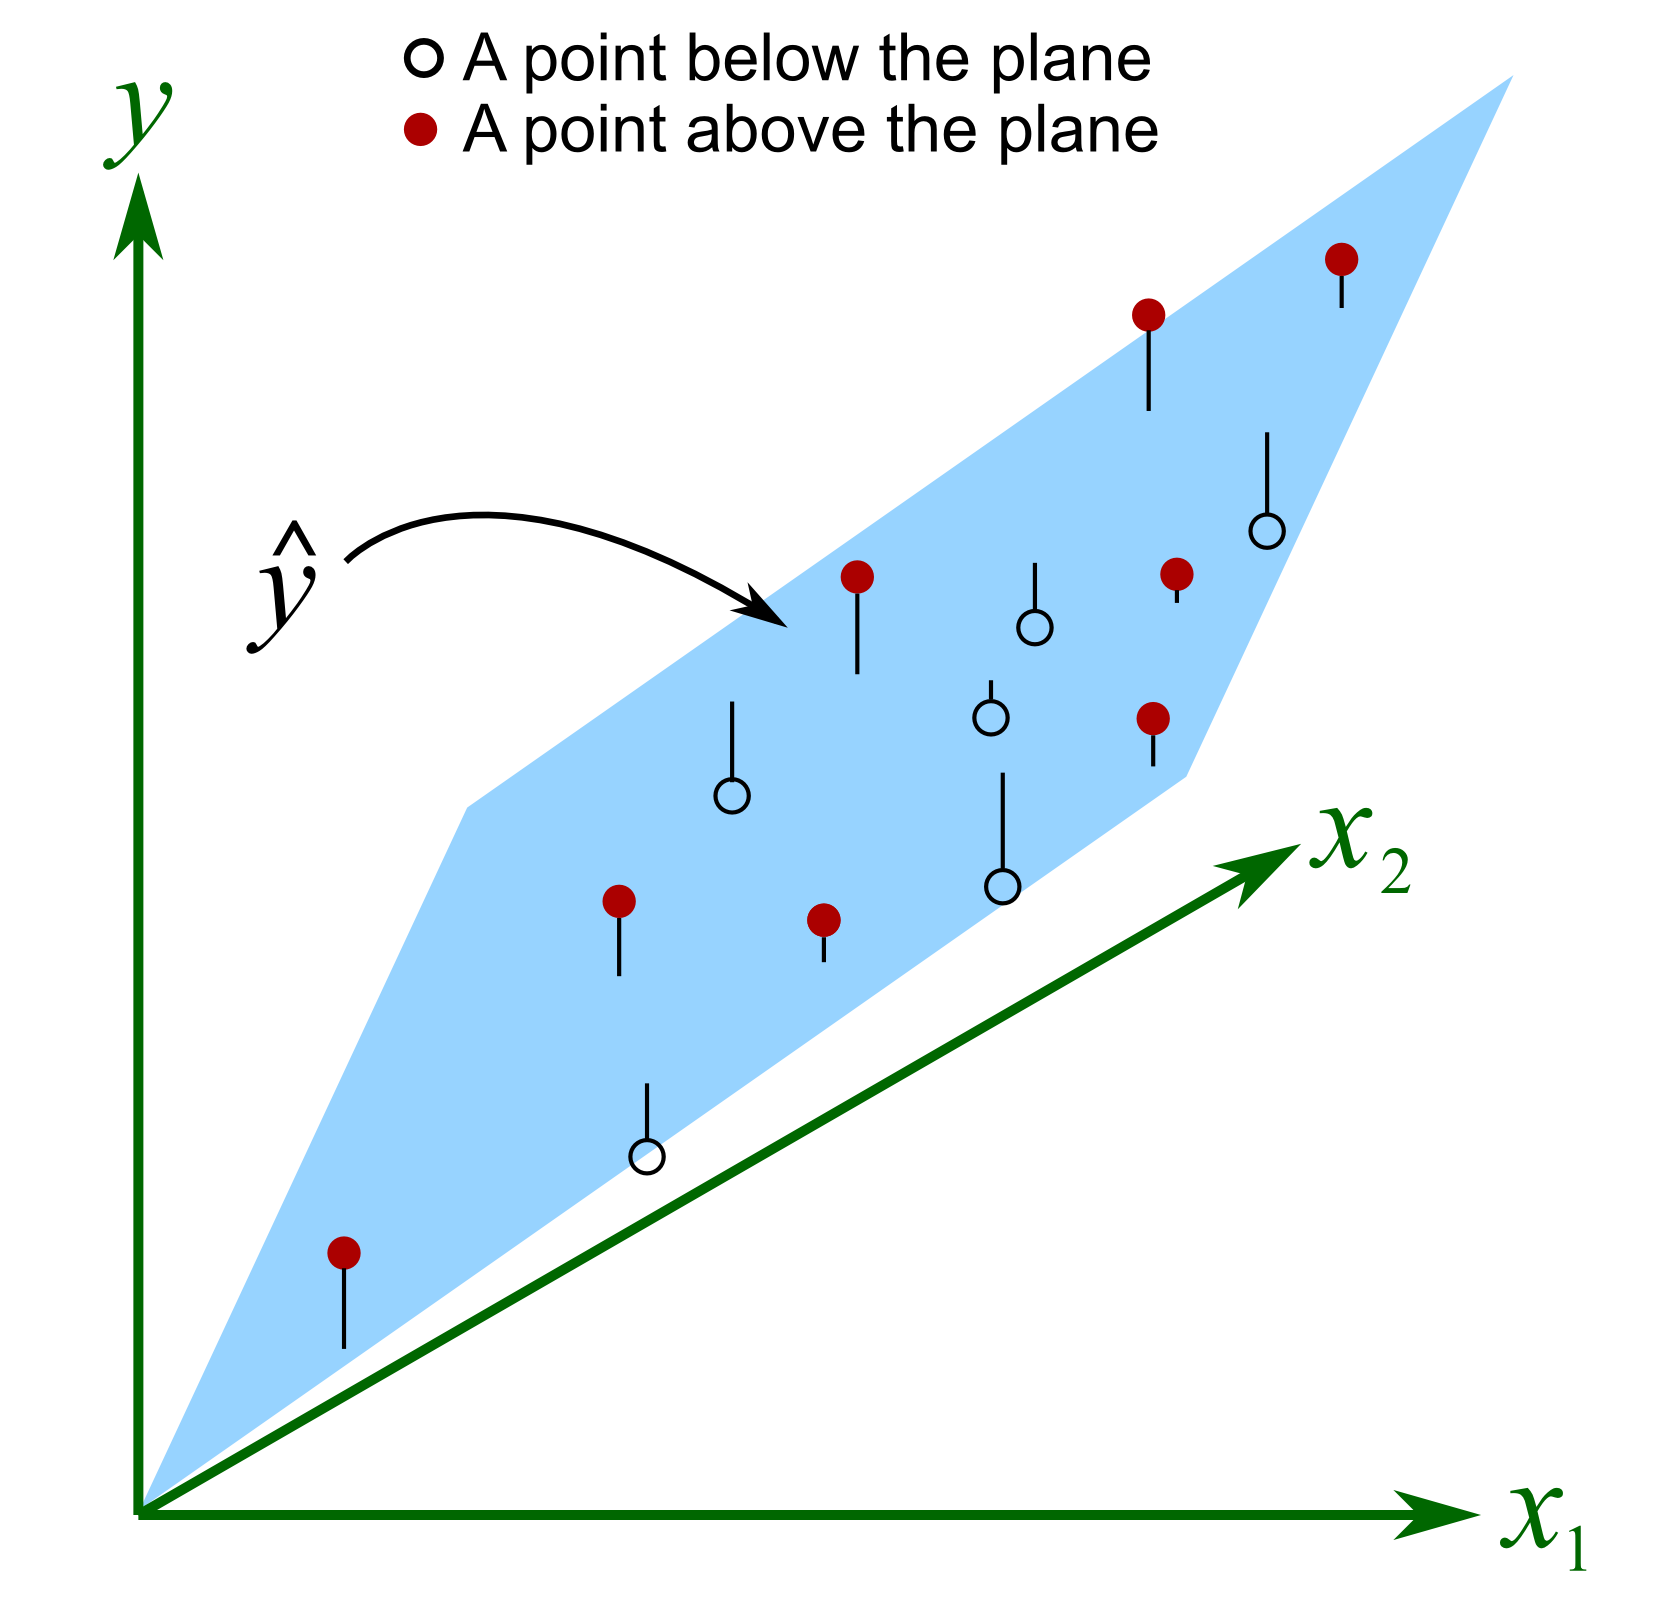 A point below the plane
A point above the plane
y
ŷ
x₂
x₁